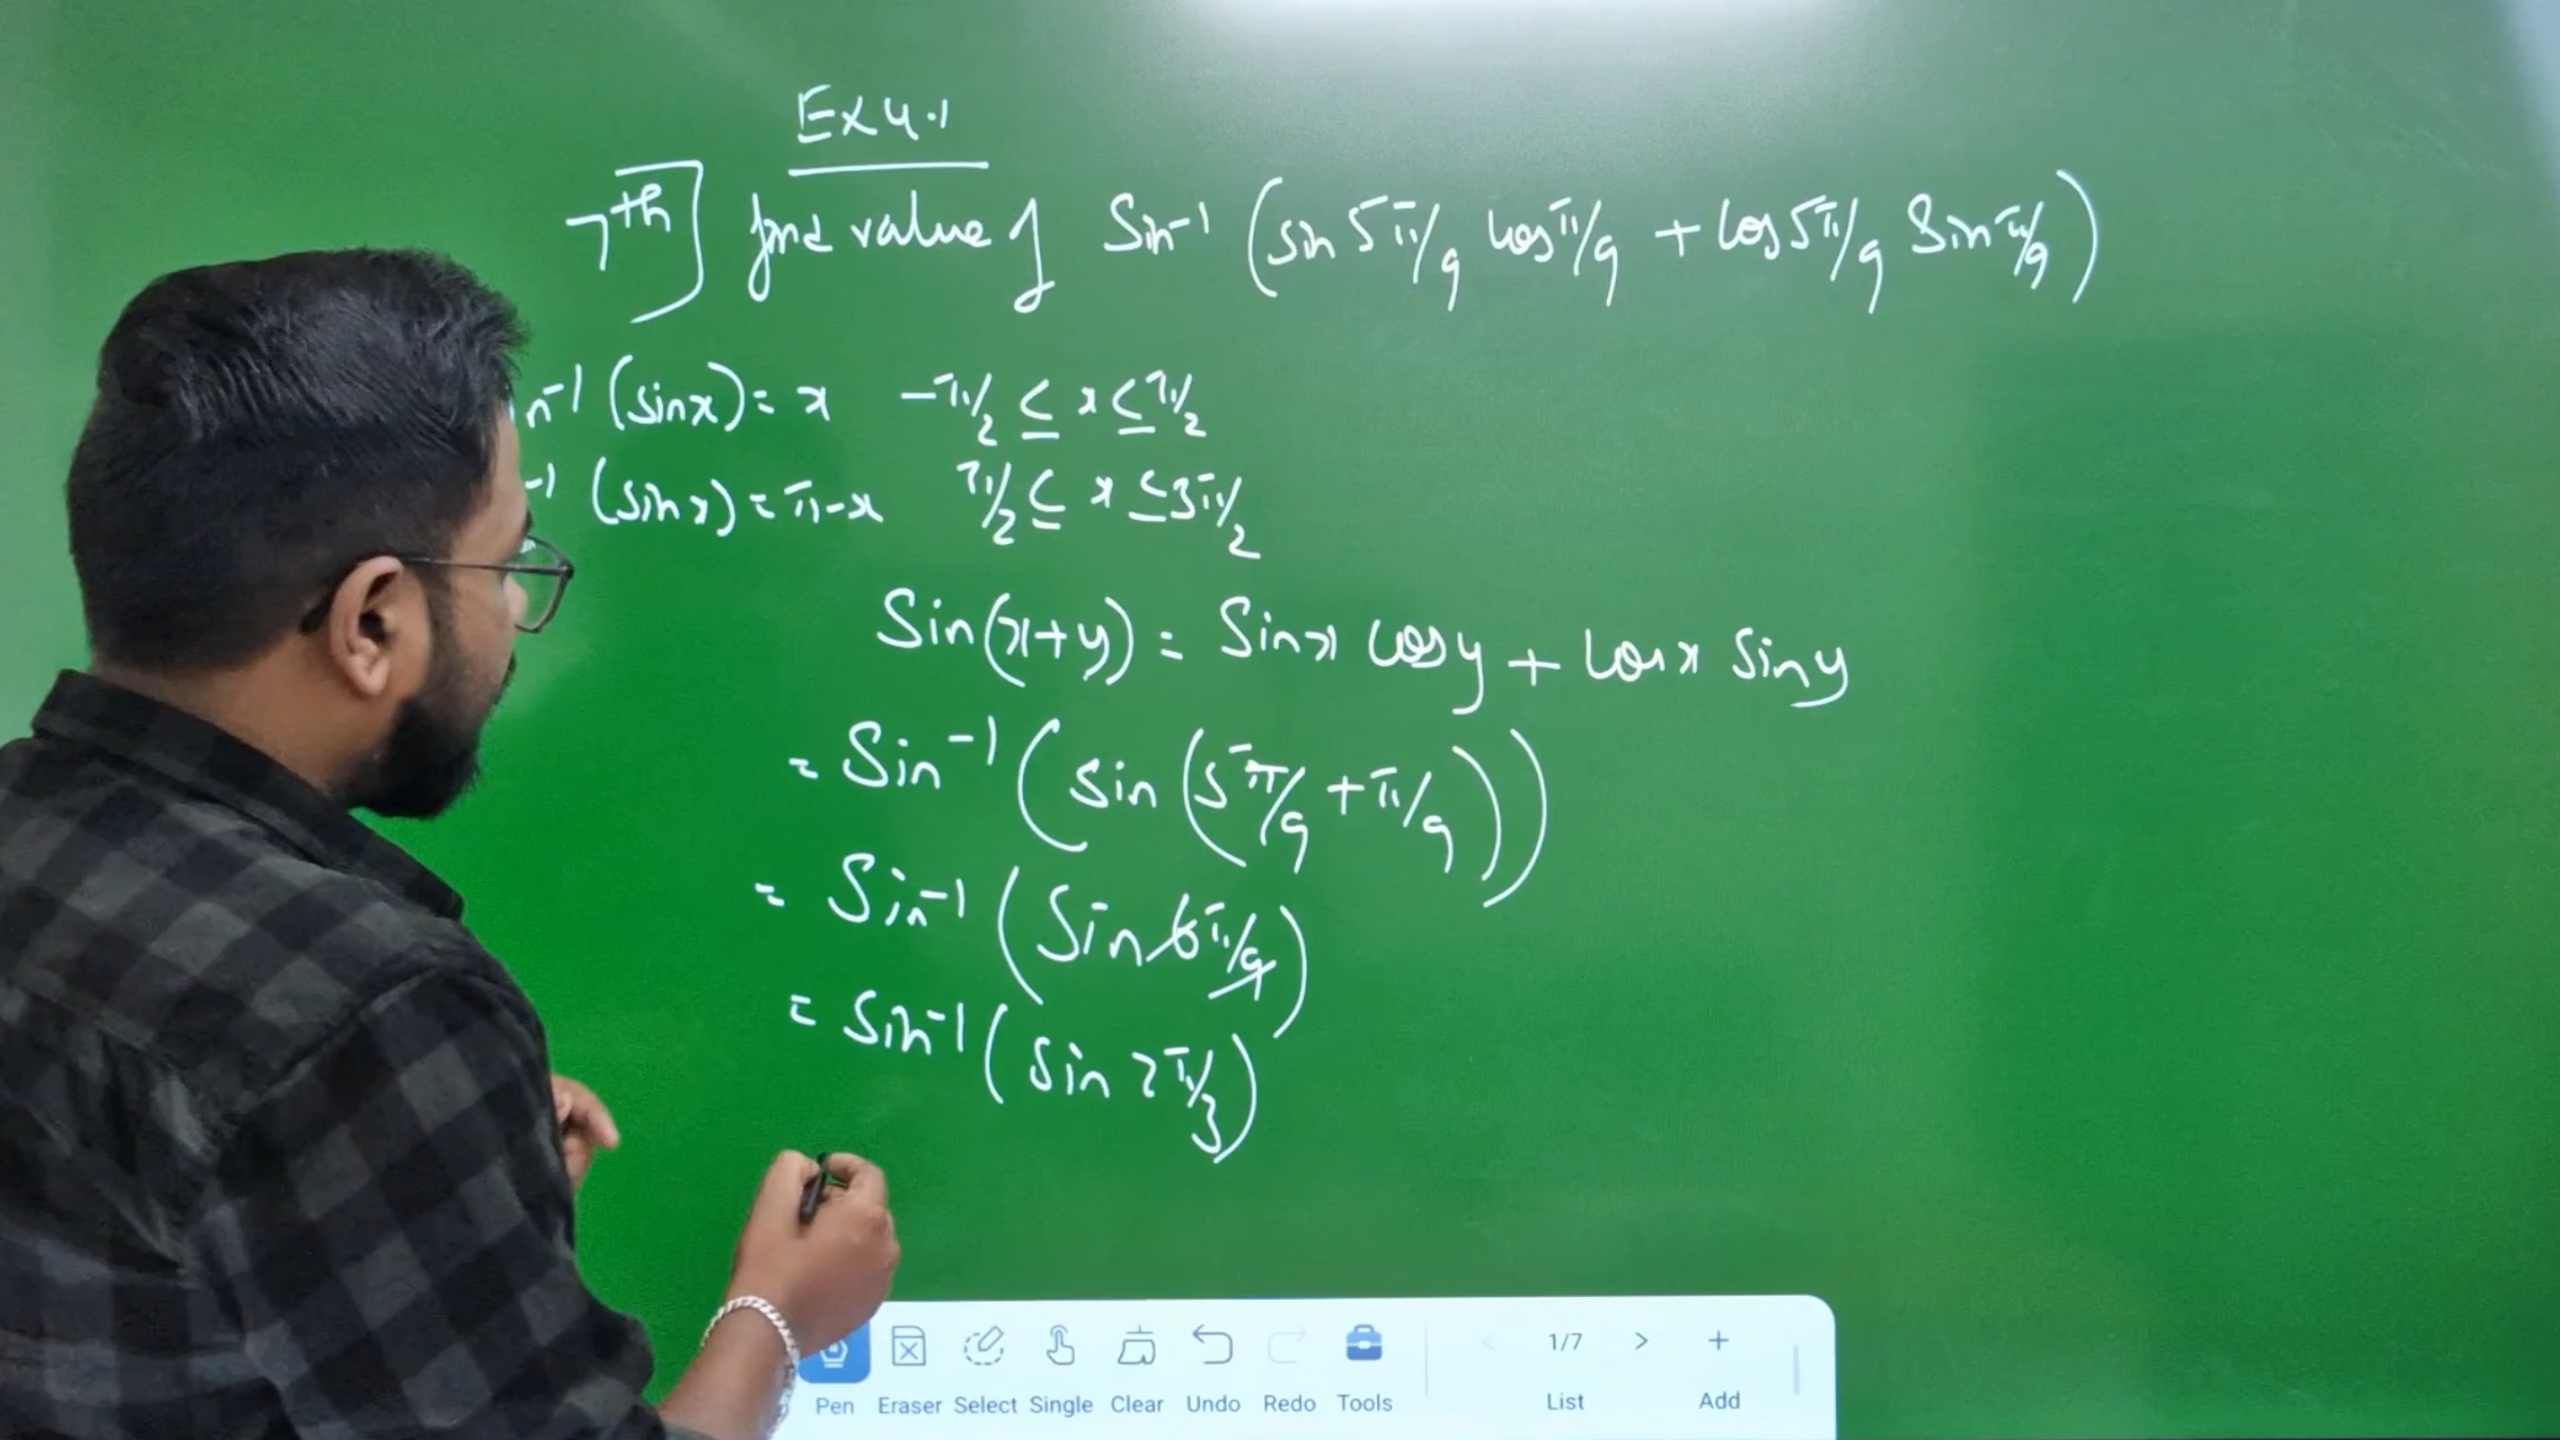 Ex 4.1
7th] find value of Sin⁻¹ (sin 5π/9 cos π/9 + cos 5π/9 Sin π/9)
n⁻¹ (sinx) = x -π/2 ≤ x ≤ π/2
⁻¹ (sinx) = π-x π/2 ≤ x ≤ 3π/2
Sin(x+y) = Sinx cosy + cosx siny
= Sin⁻¹ (sin (5π/9 + π/9))
= Sin⁻¹ (Sin 6π/9)
= Sin⁻¹ (Sin 2π/3)
1/7
Pen Eraser Select Single Clear Undo Redo Tools List Add